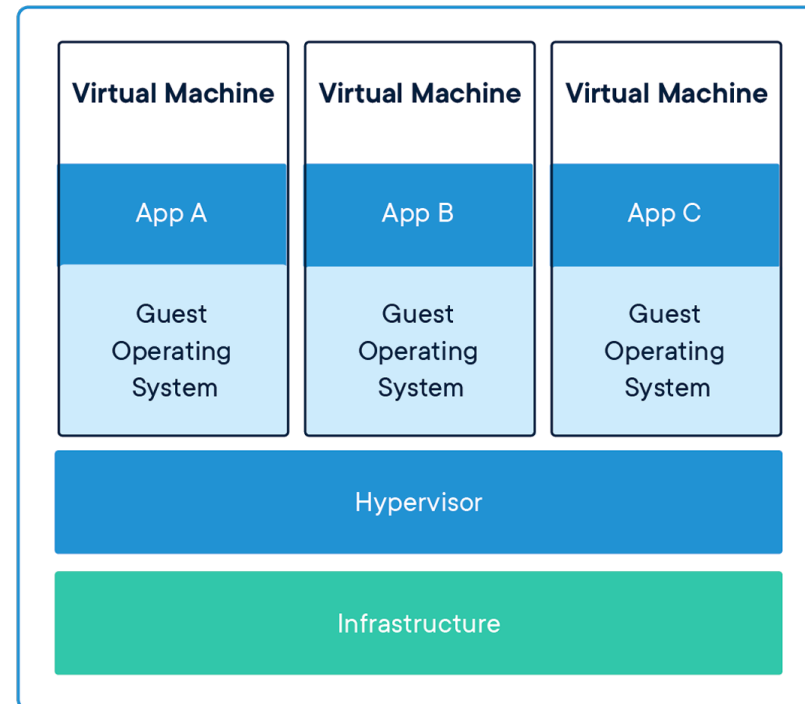 Virtual Machine
Virtual Machine
Virtual Machine
App A
App B
App C
Guest
Operating
System
Guest
Operating
System
Guest
Operating
System
Hypervisor
Infrastructure